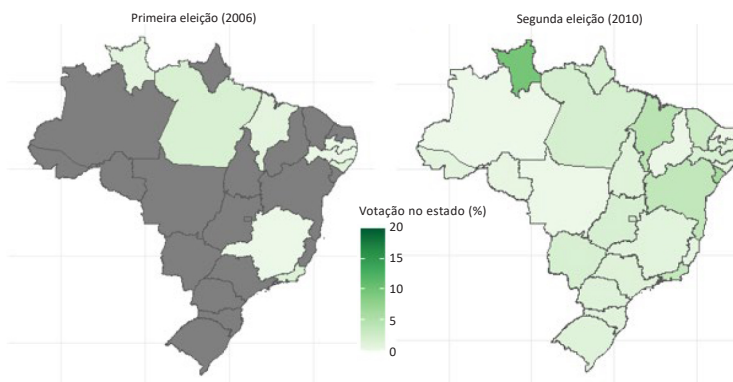 Primeira eleição (2006)
Segunda eleição (2010)
Votação no estado (%)
20
15
10
5
0